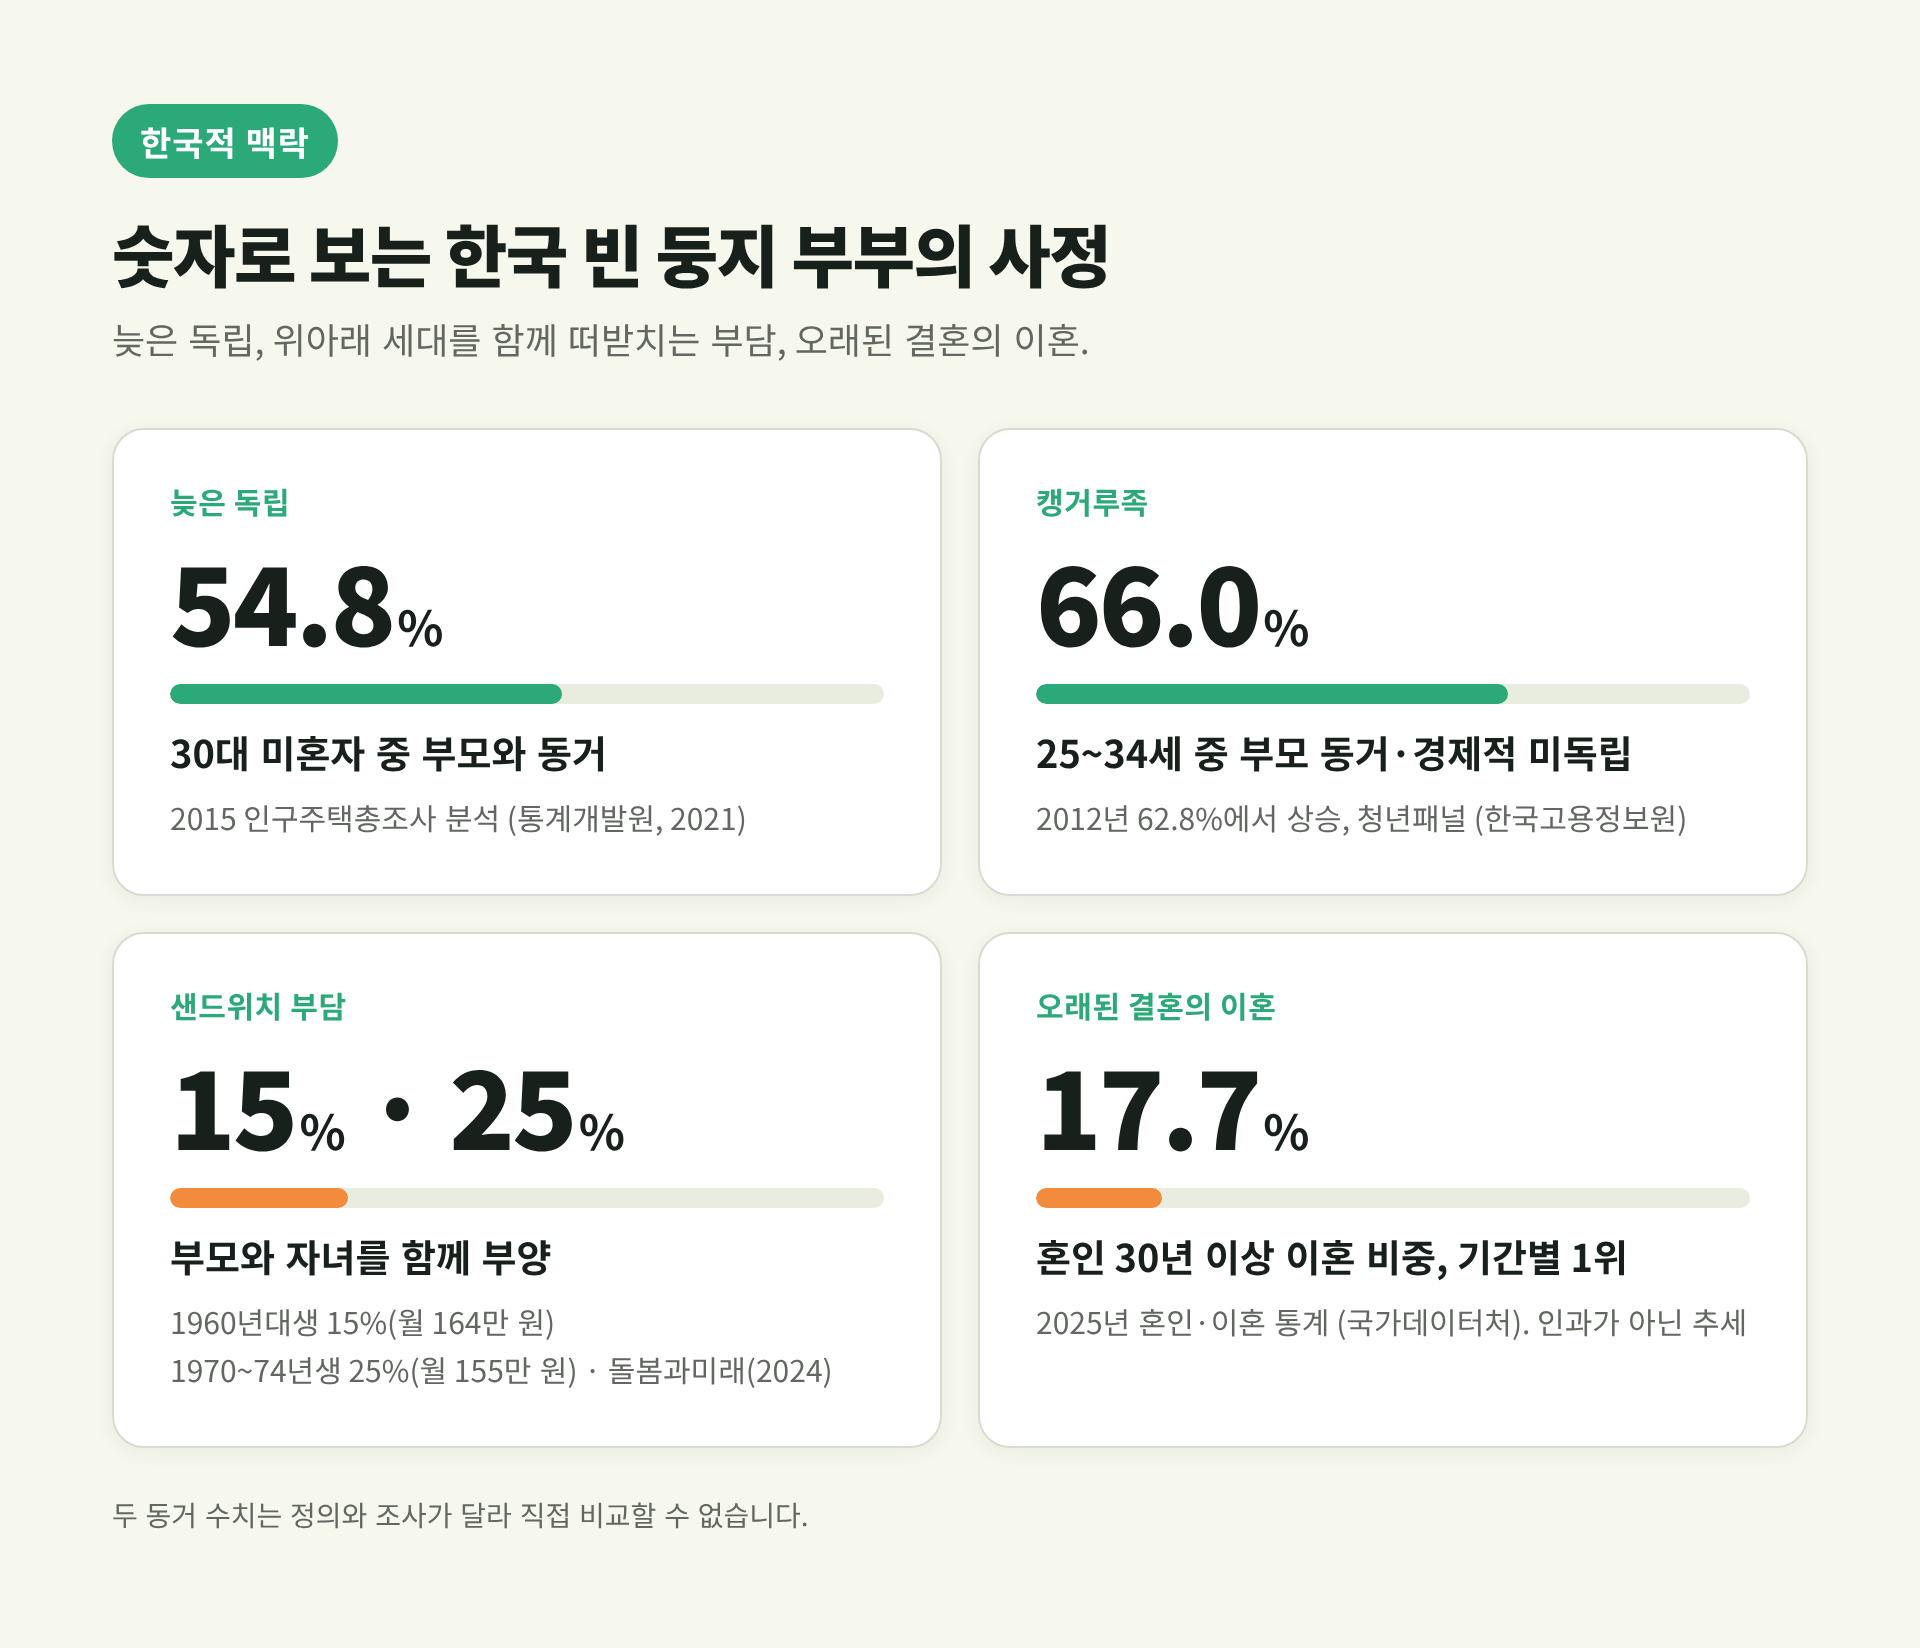 한국적 맥락
숫자로 보는 한국 빈 둥지 부부의 사정
늦은 독립, 위아래 세대를 함께 떠받치는 부담, 오래된 결혼의 이혼.
늦은 독립
54.8%
30대 미혼자 중 부모와 동거
2015 인구주택총조사 분석 (통계개발원, 2021)
캥거루족
66.0%
25~34세 중 부모 동거·경제적 미독립
2012년 62.8%에서 상승, 청년패널 (한국고용정보원)
샌드위치 부담
15% · 25%
부모와 자녀를 함께 부양
1960년대생 15%(월 164만 원)
1970~74년생 25%(월 155만 원) · 돌봄과미래(2024)
오래된 결혼의 이혼
17.7%
혼인 30년 이상 이혼 비중, 기간별 1위
2025년 혼인·이혼 통계 (국가데이터처). 인과가 아닌 추세
두 동거 수치는 정의와 조사가 달라 직접 비교할 수 없습니다.